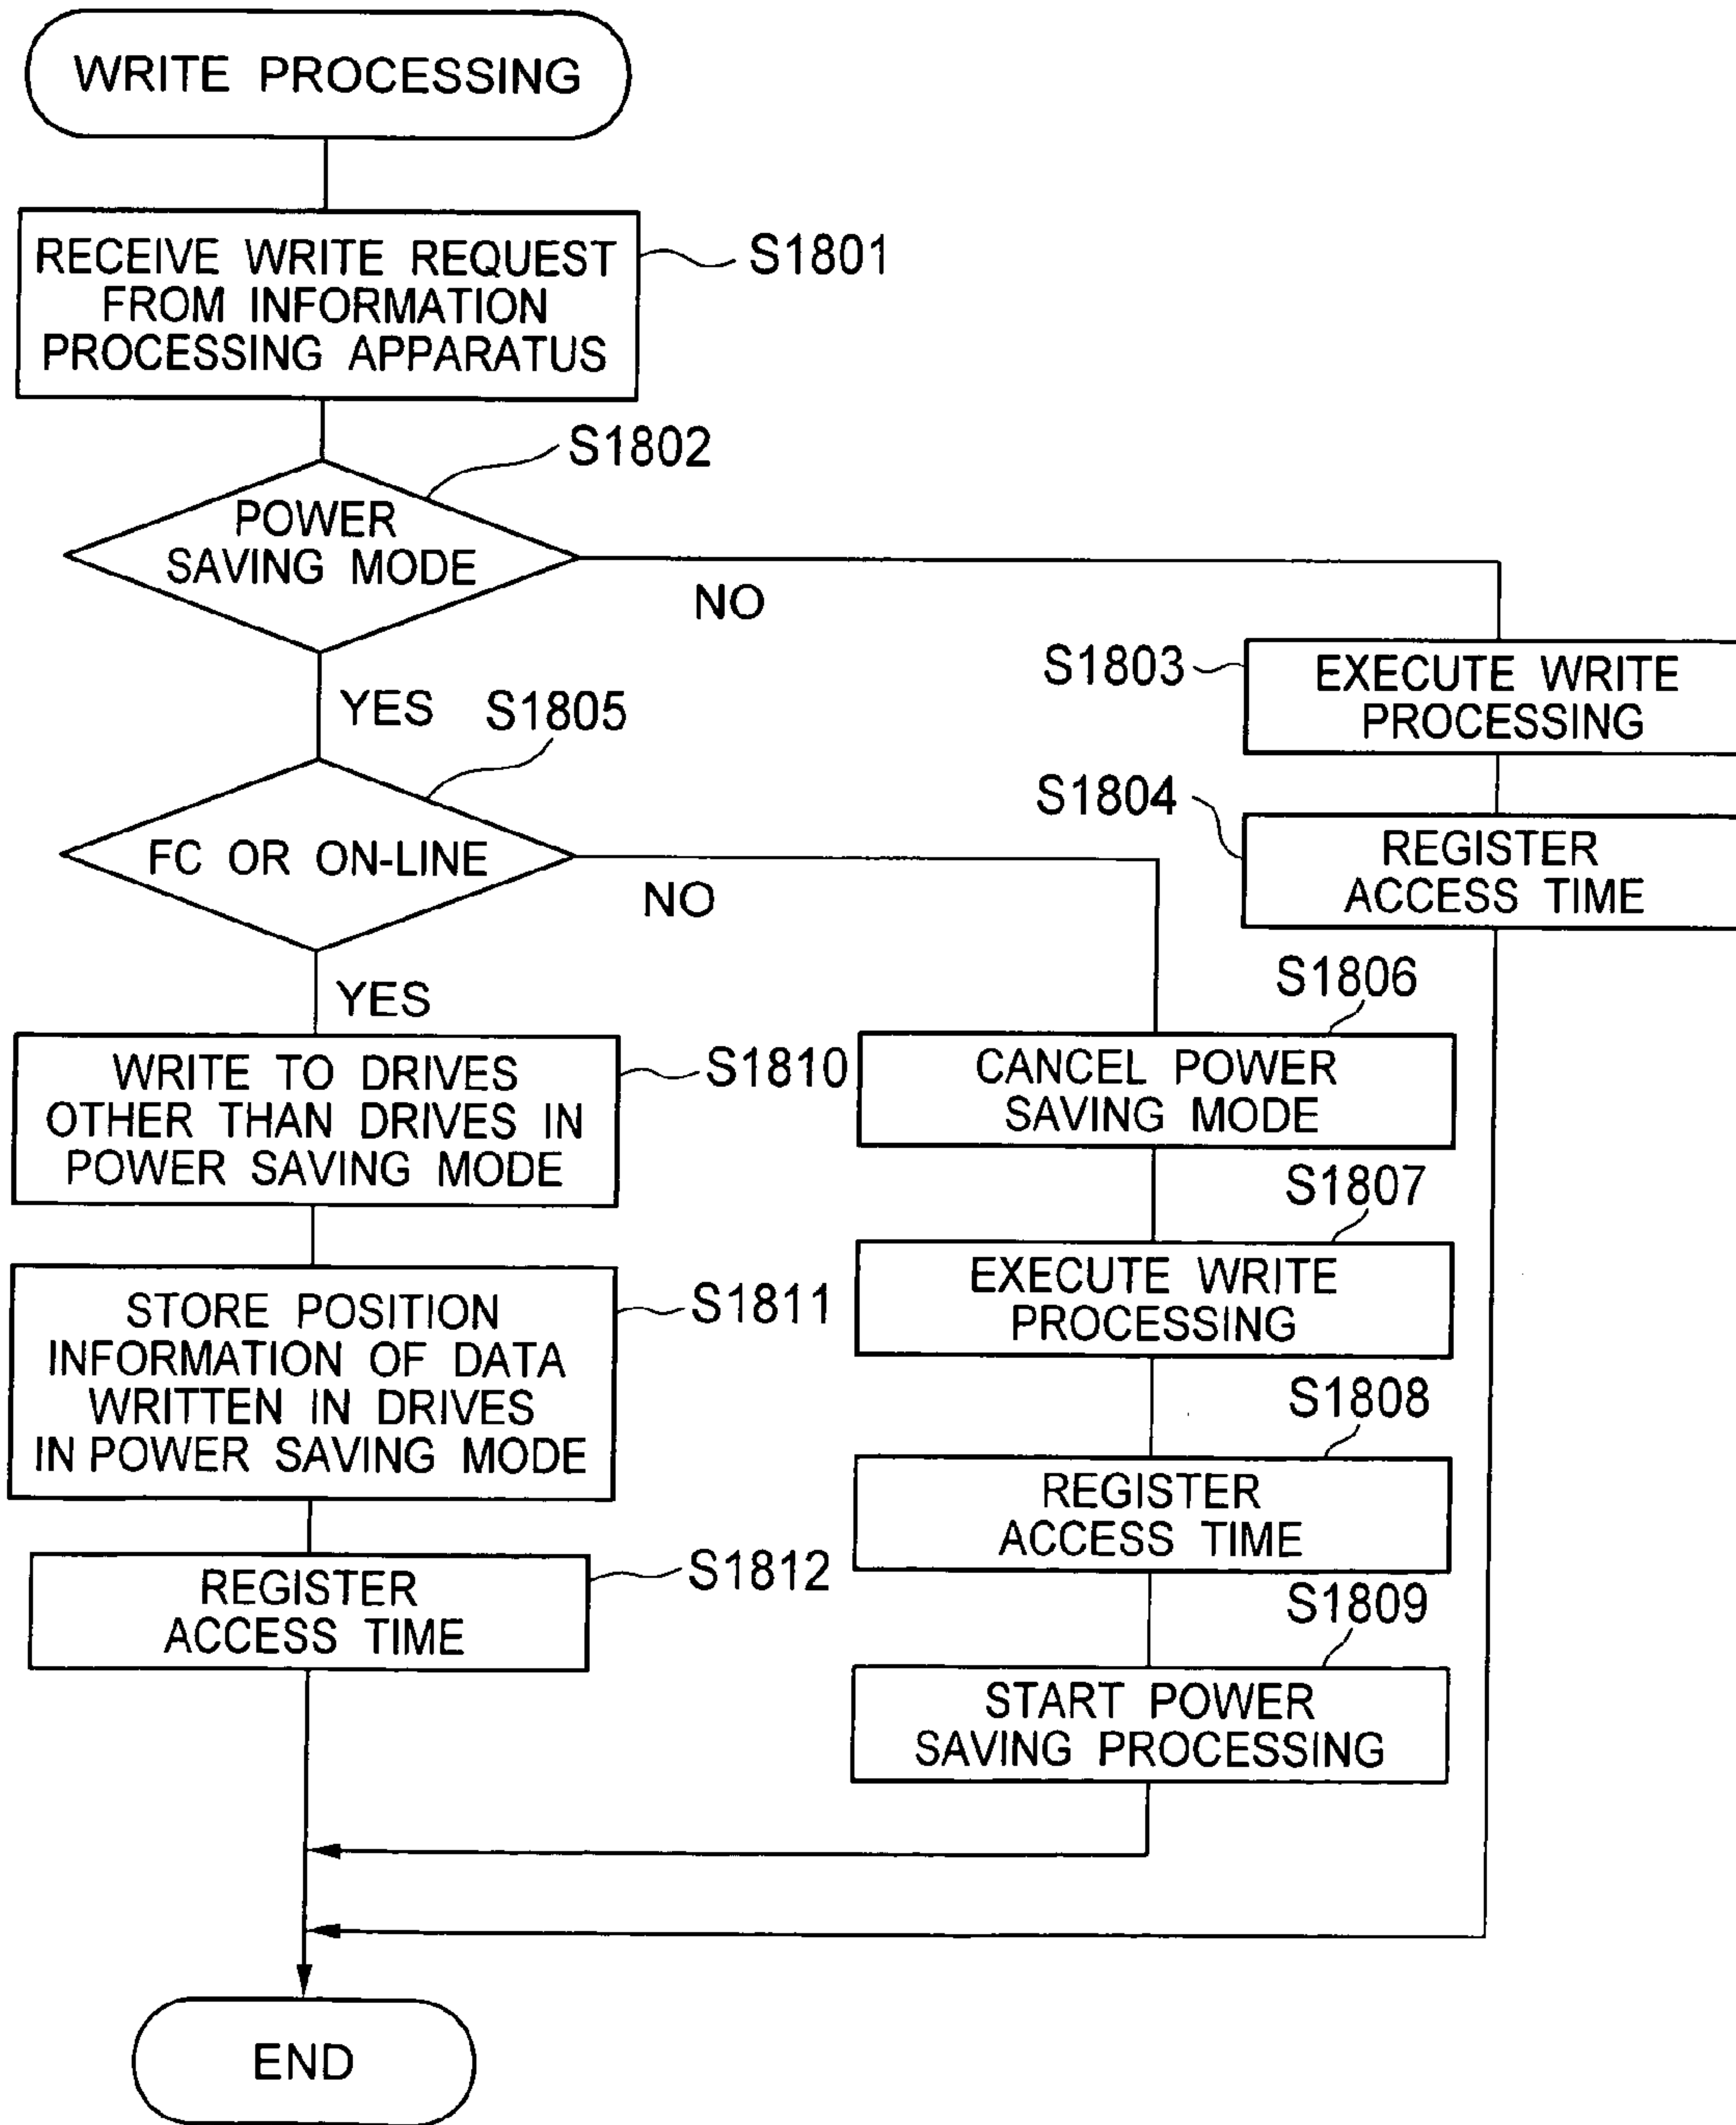 WRITE PROCESSING
RECEIVE WRITE REQUEST
FROM INFORMATION
PROCESSING APPARATUS
S1801
S1802
POWER
SAVING MODE
NO
YES
S1803
EXECUTE WRITE
PROCESSING
S1804
REGISTER
ACCESS TIME
S1805
FC OR ON-LINE
NO
YES
S1806
CANCEL POWER
SAVING MODE
S1807
EXECUTE WRITE
PROCESSING
S1808
REGISTER
ACCESS TIME
S1809
START POWER
SAVING PROCESSING
WRITE TO DRIVES
OTHER THAN DRIVES IN
POWER SAVING MODE
S1810
STORE POSITION
INFORMATION OF DATA
WRITTEN IN DRIVES
IN POWER SAVING MODE
S1811
REGISTER
ACCESS TIME
S1812
END